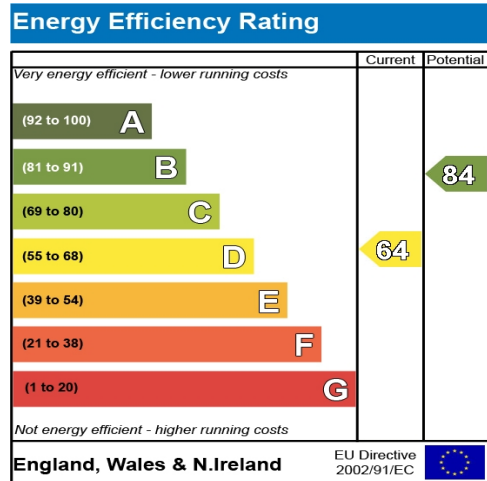 Energy Efficiency Rating
Current Potential
Very energy efficient - lower running costs
(92 to 100) A
(81 to 91) B
84
(69 to 80) C
(55 to 68) D
64
(39 to 54) E
(21 to 38) F
(1 to 20) G
Not energy efficient - higher running costs
England, Wales & N.Ireland
EU Directive
2002/91/EC